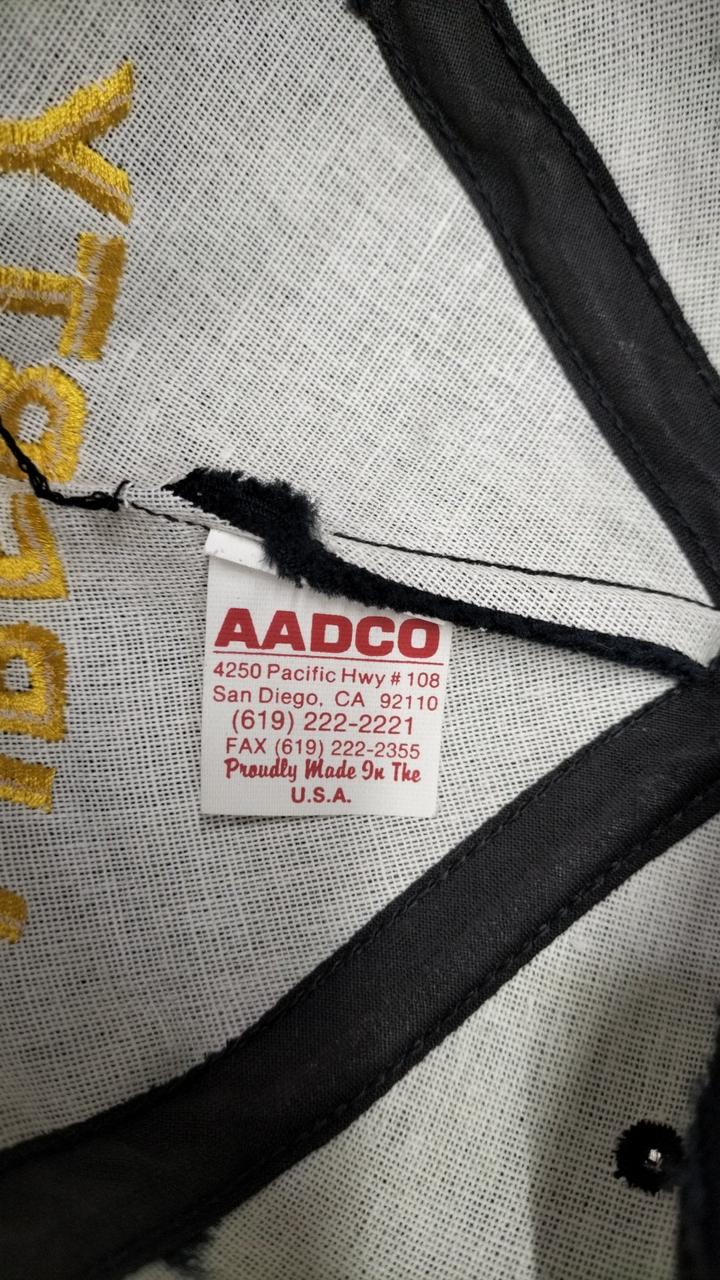 AADCO
4250 Pacific Hwy # 108
San Diego, CA 92110
(619) 222-2221
FAX (619) 222-2355
Proudly Made In The
U.S.A.